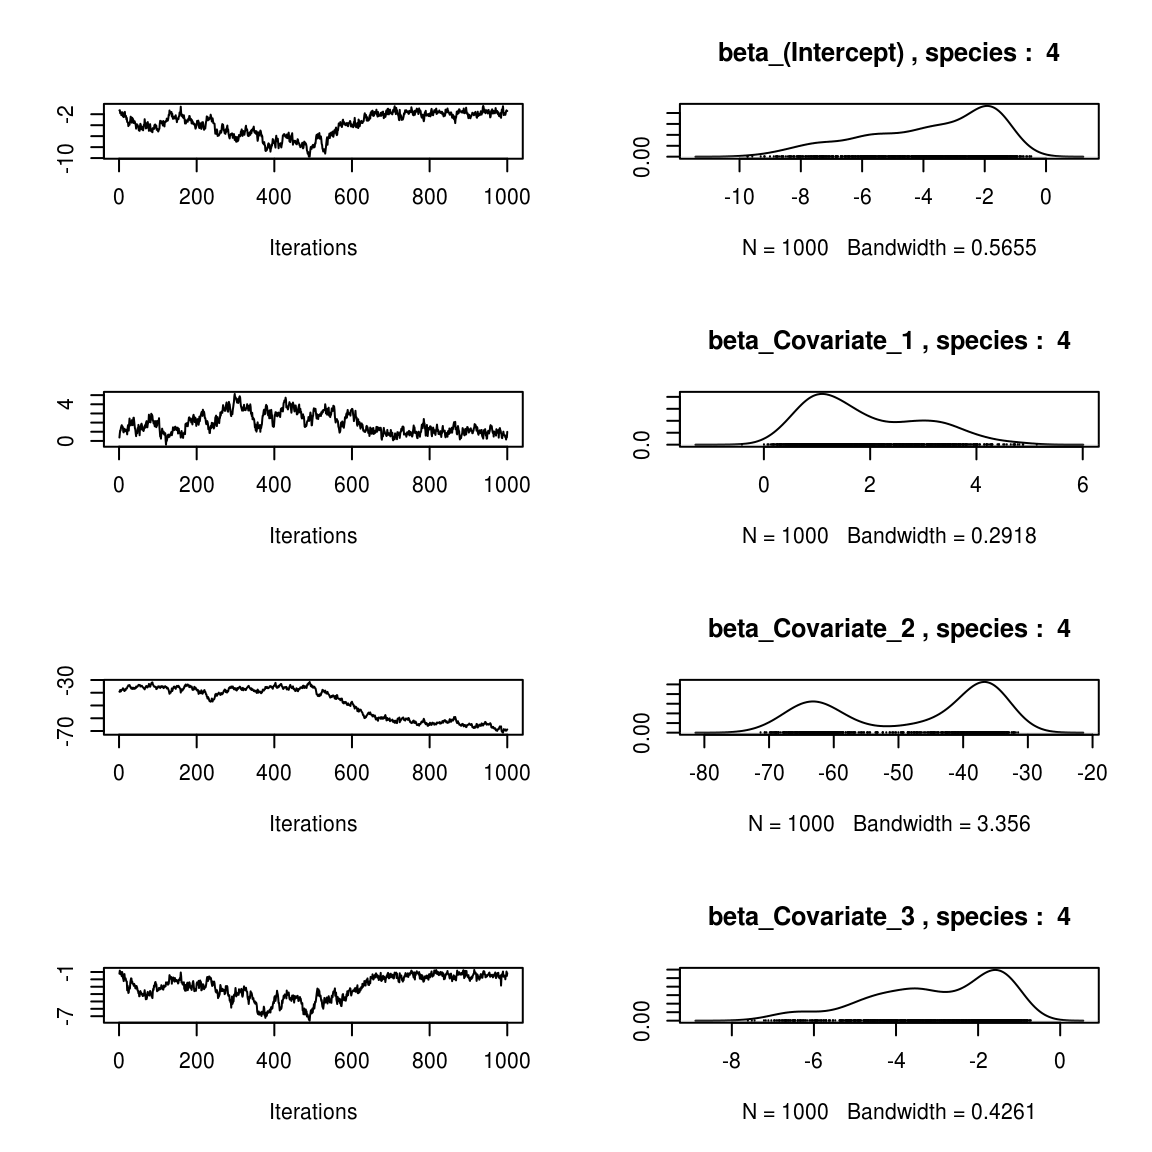 beta_(Intercept) , species : 4
-2
-10
0 200 400 600 800 1000
Iterations
0.00
-10 -8 -6 -4 -2 0
N = 1000 Bandwidth = 0.5655
beta_Covariate_1 , species : 4
4
0
0 200 400 600 800 1000
Iterations
0.0
0 2 4 6
N = 1000 Bandwidth = 0.2918
beta_Covariate_2 , species : 4
-30
-70
0 200 400 600 800 1000
Iterations
0.00
-80 -70 -60 -50 -40 -30 -20
N = 1000 Bandwidth = 3.356
beta_Covariate_3 , species : 4
-1
-7
0 200 400 600 800 1000
Iterations
0.00
-8 -6 -4 -2 0
N = 1000 Bandwidth = 0.4261